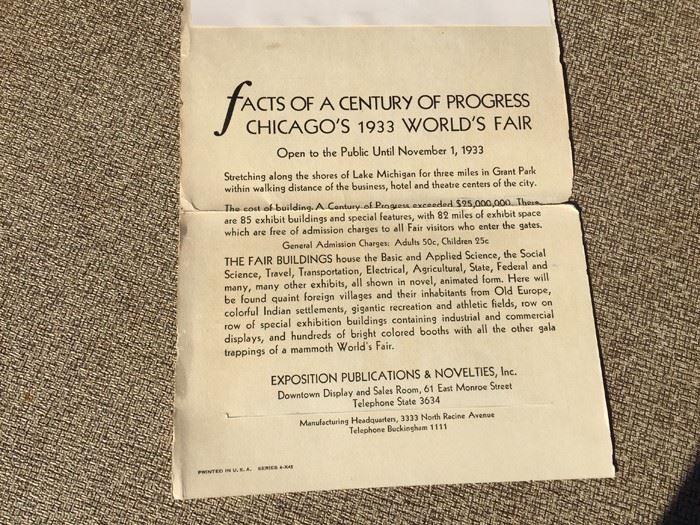 FACTS OF A CENTURY OF PROGRESS
CHICAGO'S 1933 WORLD'S FAIR
Open to the Public Until November 1, 1933
Stretching along the shores of Lake Michigan for three miles in Grant Park
within walking distance of the business, hotel and theatre centers of the city.
The cost of building A Century of Progress exceeded $25,000,000. There
are 85 exhibit buildings and special features, with 82 miles of exhibit space
which are free of admission charges to all Fair visitors who enter the gates.
General Admission Charges: Adults 50c, Children 25c
THE FAIR BUILDINGS house the Basic and Applied Science, the Social
Science, Travel, Transportation, Electrical, Agricultural, State, Federal and
many, many other exhibits, all shown in novel, animated form. Here will
be found quaint foreign villages and their inhabitants from Old Europe,
colorful Indian settlements, gigantic recreation and athletic fields, row on
row of special exhibition buildings containing industrial and commercial
displays, and hundreds of bright colored booths with all the other gala
trappings of a mammoth World's Fair.
EXPOSITION PUBLICATIONS & NOVELTIES, Inc.
Downtown Display and Sales Room, 61 East Monroe Street
Telephone State 3634
Manufacturing Headquarters, 3333 North Racine Avenue
Telephone Buckingham 1111
PRINTED IN U. S. A. SERIES